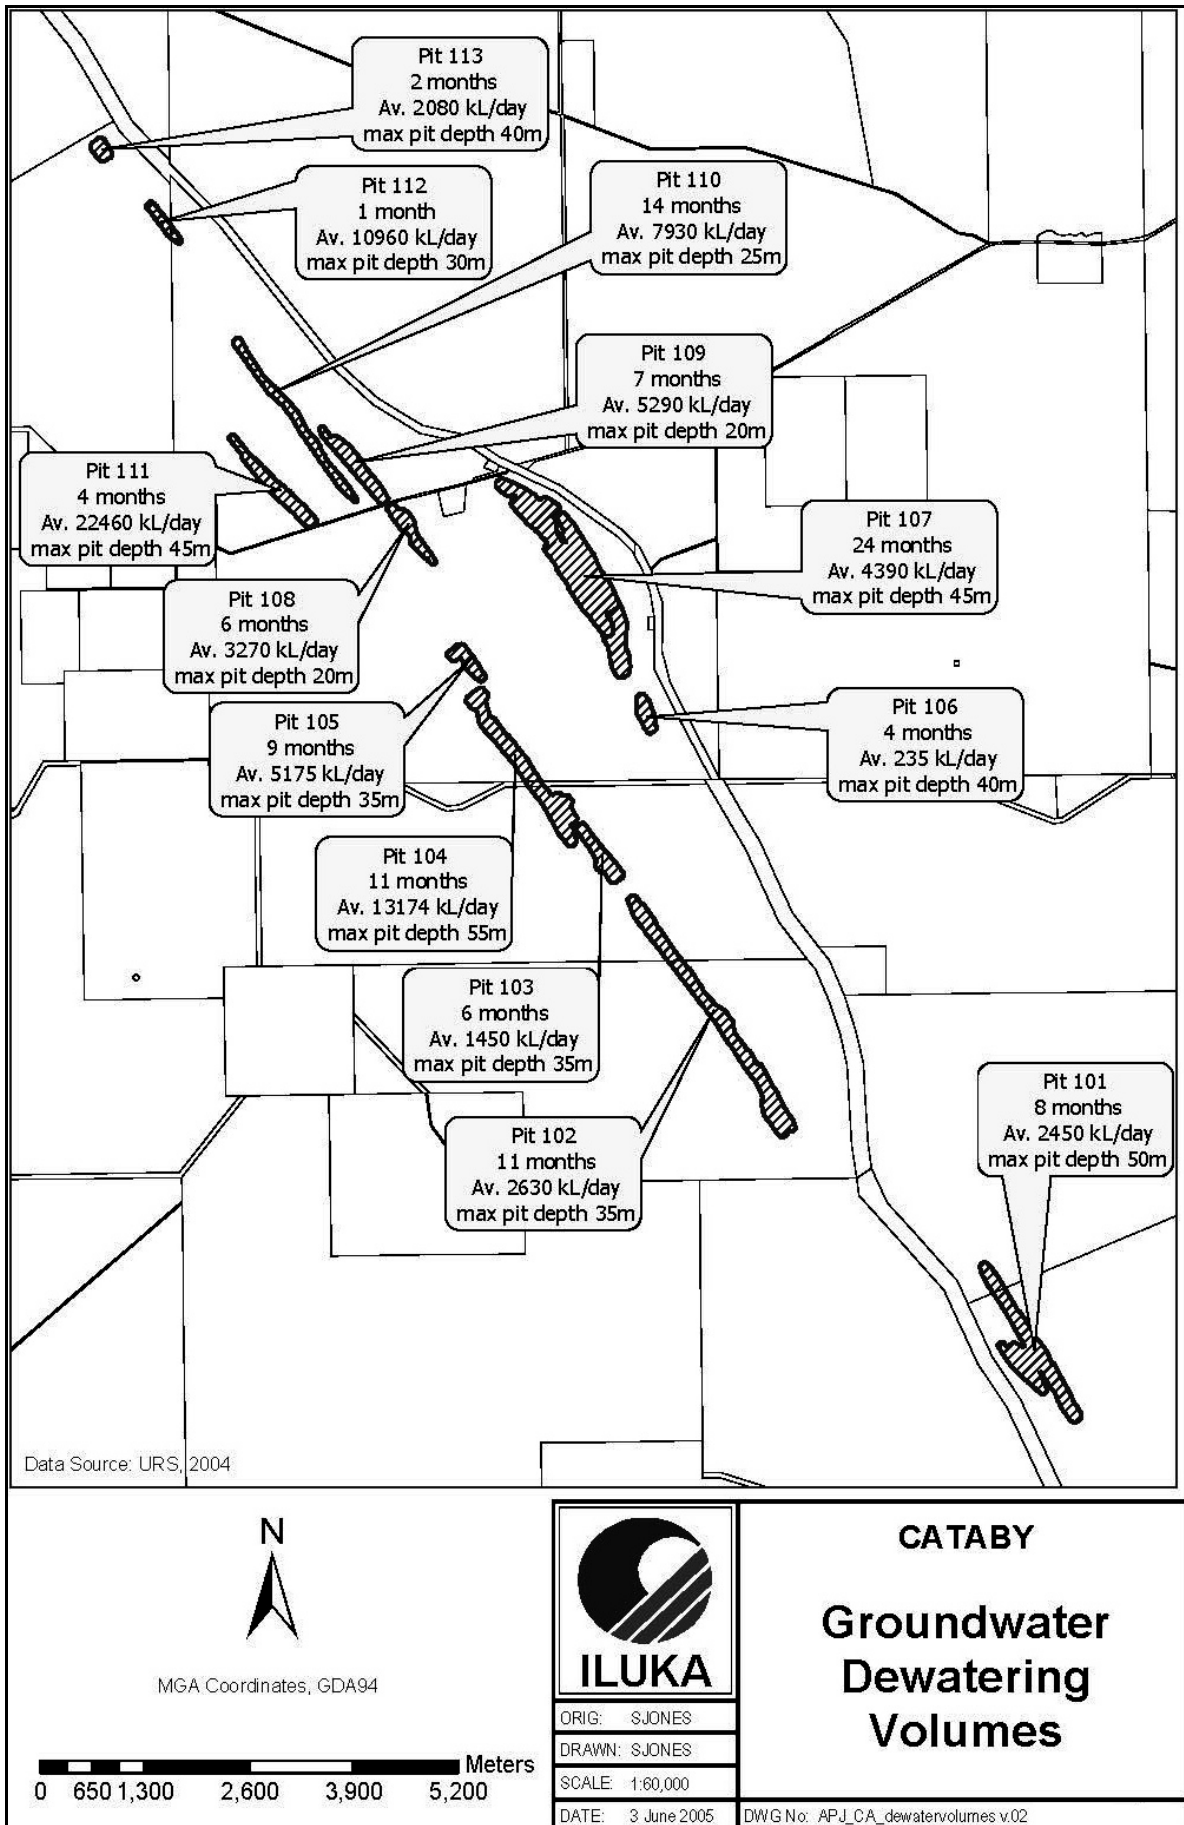 Pit 113
2 months
Av. 2080 kL/day
max pit depth 40m
Pit 112
1 month
Av. 10960 kL/day
max pit depth 30m
Pit 110
14 months
Av. 7930 kL/day
max pit depth 25m
Pit 109
7 months
Av. 5290 kL/day
max pit depth 20m
Pit 111
4 months
Av. 22460 kL/day
max pit depth 45m
Pit 107
24 months
Av. 4390 kL/day
max pit depth 45m
Pit 108
6 months
Av. 3270 kL/day
max pit depth 20m
Pit 105
9 months
Av. 5175 kL/day
max pit depth 35m
Pit 106
4 months
Av. 235 kL/day
max pit depth 40m
Pit 104
11 months
Av. 13174 kL/day
max pit depth 55m
Pit 103
6 months
Av. 1450 kL/day
max pit depth 35m
Pit 101
8 months
Av. 2450 kL/day
max pit depth 50m
Pit 102
11 months
Av. 2630 kL/day
max pit depth 35m
Data Source: URS, 2004
N
MGA Coordinates, GDA94
Meters
0 650 1,300 2,600 3,900 5,200
ILUKA
ORIG: SJONES
DRAWN: SJONES
SCALE: 1:60,000
DATE: 3 June 2005
CATABY
Groundwater
Dewatering
Volumes
DWG No: APJ_CA_dewatervolumes v.02